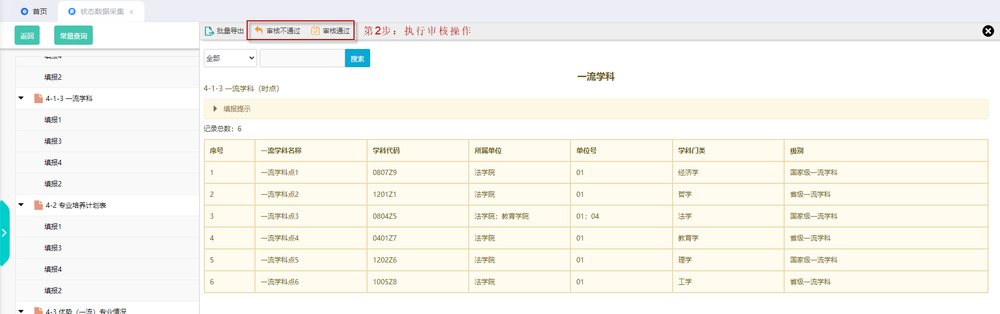 首页
状态数据采集 ×
返回
常量查询
填报4
填报2
4-1-3 一流学科
填报1
填报3
填报4
填报2
4-2 专业培养计划表
填报1
填报3
填报4
填报2
4-3 优势（一流）专业情况
批量导出 审核不通过 审核通过
第2步：执行审核操作
全部
搜索
一流学科
4-1-3 一流学科（时点）
填报提示
记录总数：6
序号 一流学科名称 学科代码 所属单位 单位号 学科门类 级别
1 一流学科点1 0807Z9 法学院 01 经济学 国家级一流学科
2 一流学科点2 1201Z1 法学院 01 哲学 省级一流学科
3 一流学科点3 0804Z5 法学院；教育学院 01；04 法学 国家级一流学科
4 一流学科点4 0401Z7 法学院 01 教育学 省级一流学科
5 一流学科点5 1202Z6 法学院 01 理学 国家级一流学科
6 一流学科点6 1005Z8 法学院 01 工学 省级一流学科